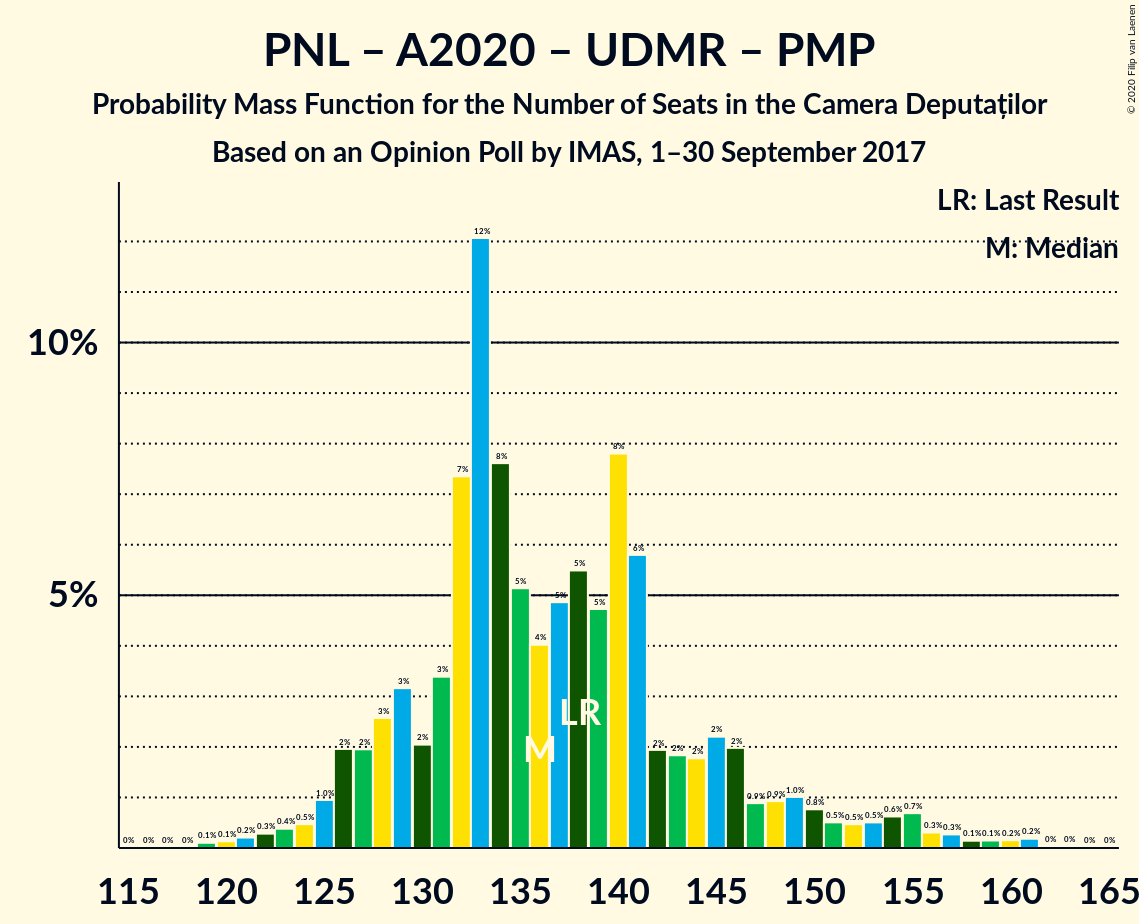 PNL – A2020 – UDMR – PMP
Probability Mass Function for the Number of Seats in the Camera Deputaților
Based on an Opinion Poll by IMAS, 1–30 September 2017
© 2020 Filip van Laenen
LR: Last Result
M: Median
10%
5%
0% 0% 0% 0% 0.1% 0.1% 0.2% 0.3% 0.4% 0.5% 1.0% 2% 2% 3% 3% 2% 3% 7% 12% 8% 5% 4% 5% 5% 5% 8% 6% 2% 2% 2% 2% 2% 0.9% 0.9% 1.0% 0.8% 0.5% 0.5% 0.5% 0.6% 0.7% 0.3% 0.3% 0.1% 0.1% 0.2% 0.2% 0% 0% 0% 0%
LR
M
115 120 125 130 135 140 145 150 155 160 165